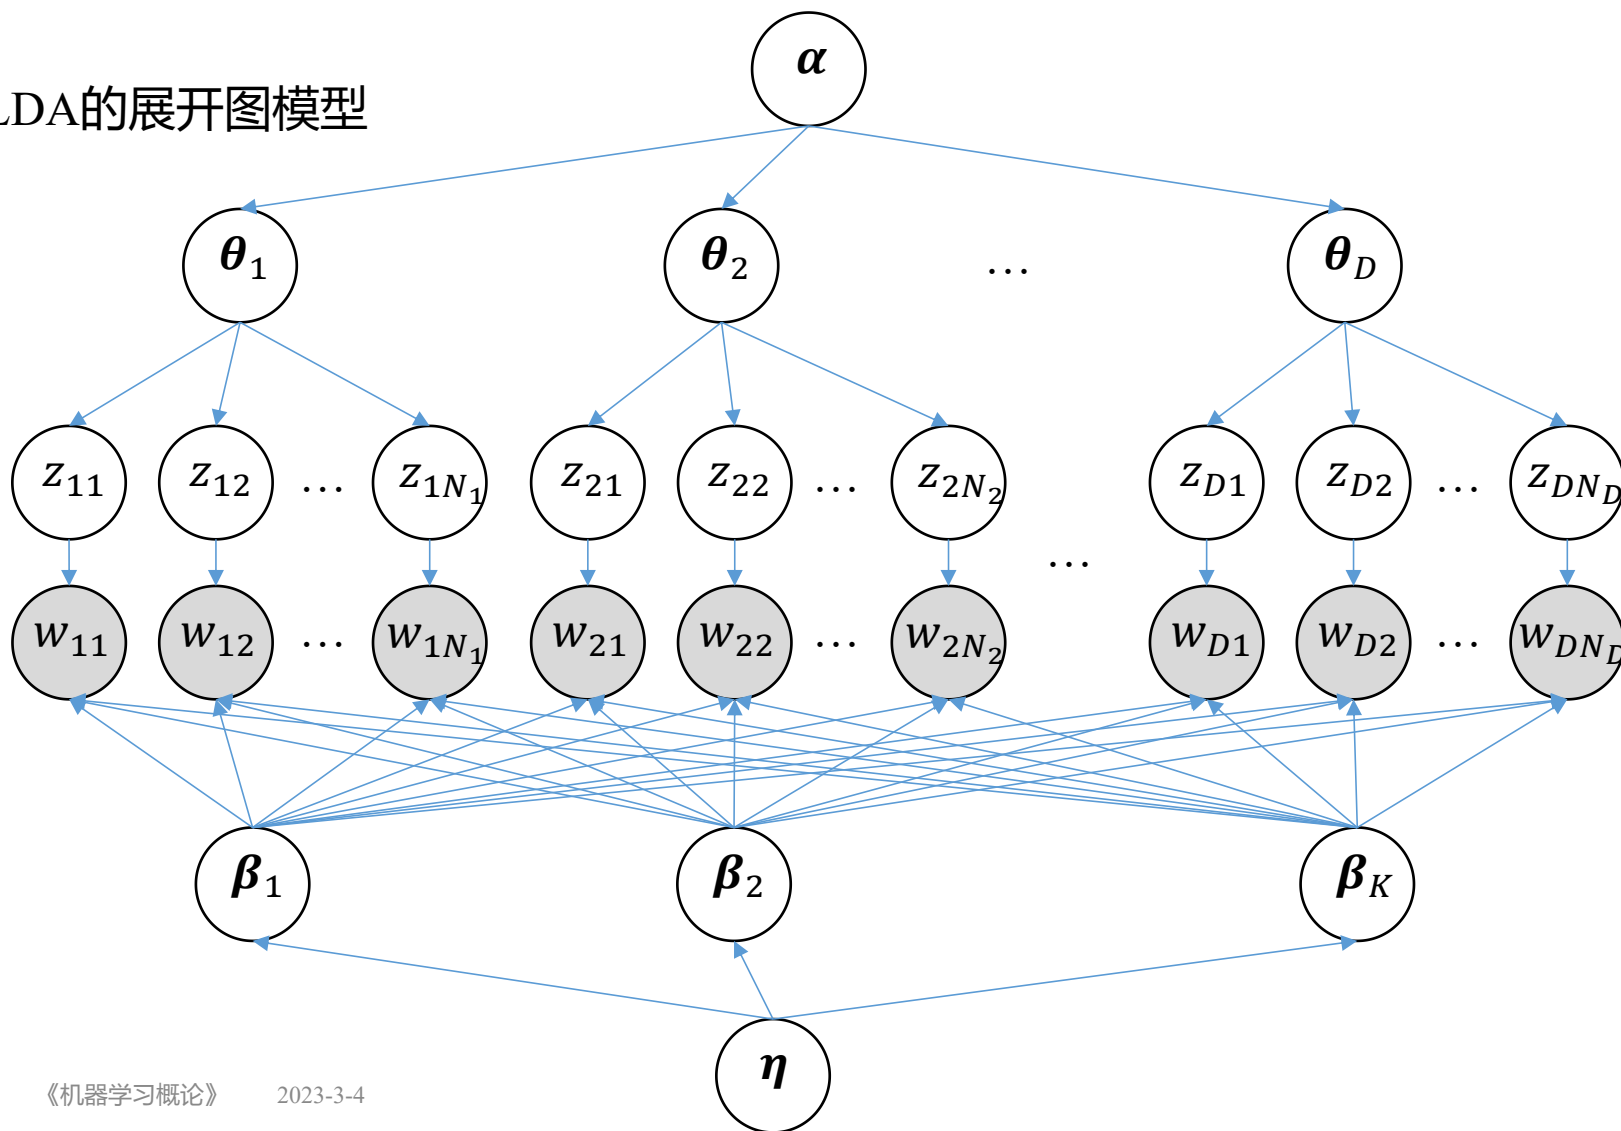 α
LDA的展开图模型
θ1 θ2 … θD
z11 z12 … z1N1 z21 z22 … z2N2 zD1 zD2 … zDND
…
w11 w12 … w1N1 w21 w22 … w2N2 wD1 wD2 … wDND
β1 β2 βK
η
《机器学习概论》 2023-3-4